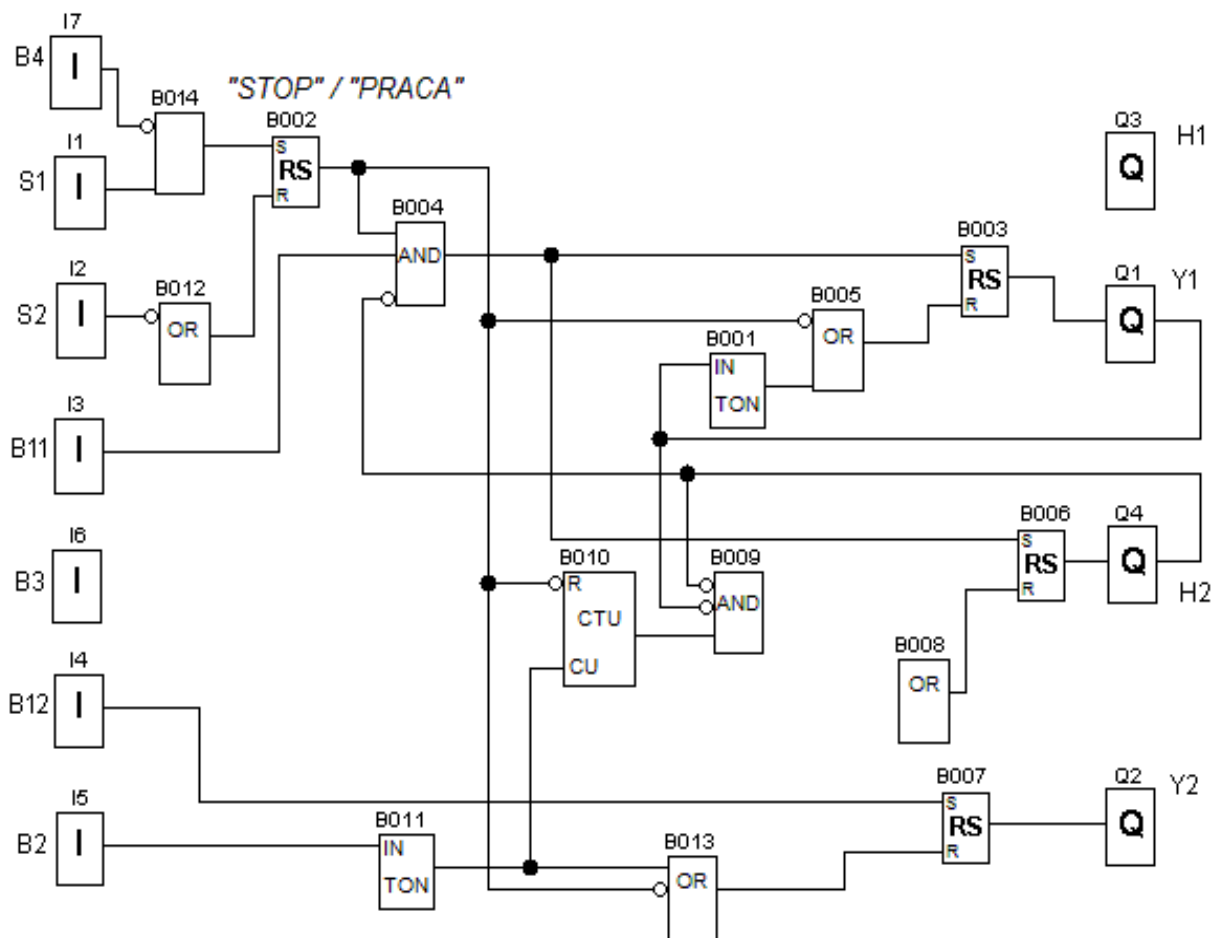 I7
B4
I
B014
"STOP" / "PRACA"
B002
S
RS
R
I1
S1
I
Q3
H1
Q
B004
AND
B003
S
RS
R
I2
S2
I
B012
OR
B005
OR
Q1
Y1
Q
B001
IN
TON
I3
B11
I
I6
B3
I
B010
R
CTU
CU
B009
AND
B006
S
RS
R
Q4
Q
H2
B008
OR
I4
B12
I
I5
B2
I
B011
IN
TON
B013
OR
B007
S
RS
R
Q2
Y2
Q